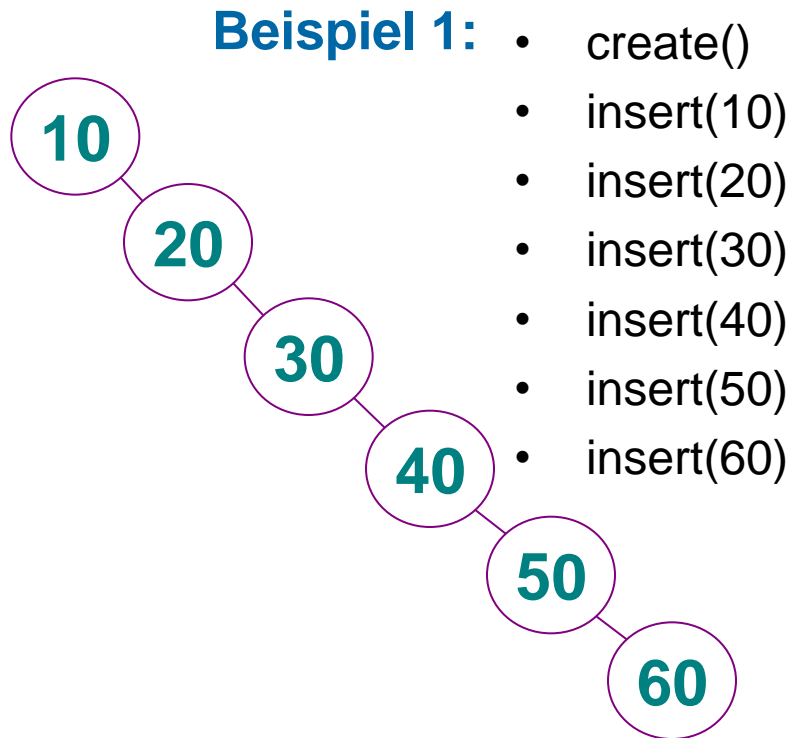 Beispiel 1:
• create()
• insert(10)
• insert(20)
• insert(30)
• insert(40)
• insert(50)
• insert(60)
10
20
30
40
50
60